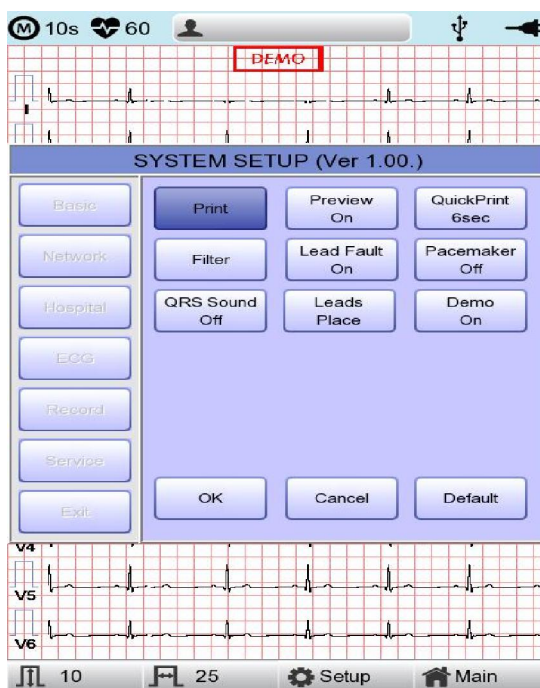 M 10s 60
DEMO
SYSTEM SETUP (Ver 1.00.)
Basic
Print
Preview
On
QuickPrint
6sec
Network
Filter
Lead Fault
On
Pacemaker
Off
Hospital
QRS Sound
Off
Leads
Place
Demo
On
ECG
Record
Service
Exit
OK
Cancel
Default
V4
V5
V6
10 25 Setup Main